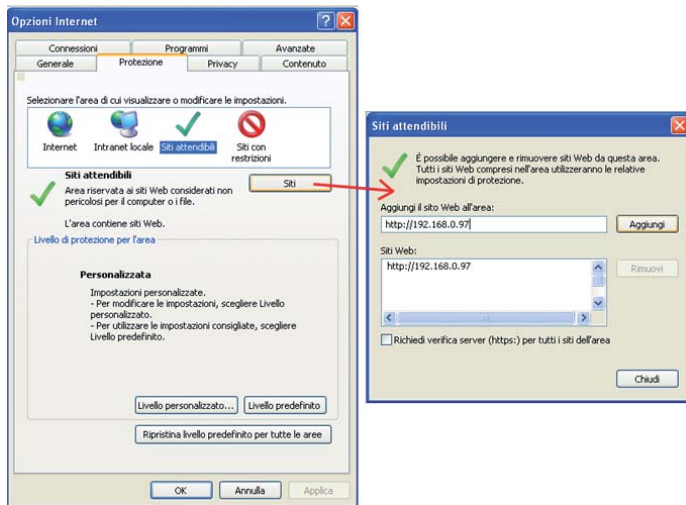 Opzioni Internet
Connessioni Programmi Avanzate
Generale Protezione Privacy Contenuto
Selezionare l'area di cui visualizzare o modificare le impostazioni.
Internet Intranet locale Siti attendibili Siti con
restrizioni
Siti attendibili
Area riservata ai siti Web considerati non
pericolosi per il computer o i file.
L'area contiene siti Web.
Siti
Livello di protezione per l'area
Personalizzata
Impostazioni personalizzate.
- Per modificare le impostazioni, scegliere Livello
personalizzato.
- Per utilizzare le impostazioni consigliate, scegliere
Livello predefinito.
Livello personalizzato... Livello predefinito
Ripristina livello predefinito per tutte le aree
OK Annulla Applica
Siti attendibili
È possibile aggiungere e rimuovere siti Web da questa area.
Tutti i siti Web compresi nell'area utilizzeranno le relative
impostazioni di protezione.
Aggiungi il sito Web all'area:
http://192.168.0.97 Aggiungi
Siti Web:
http://192.168.0.97 Rimuovi
Richiedi verifica server (https:) per tutti i siti dell'area
Chiudi